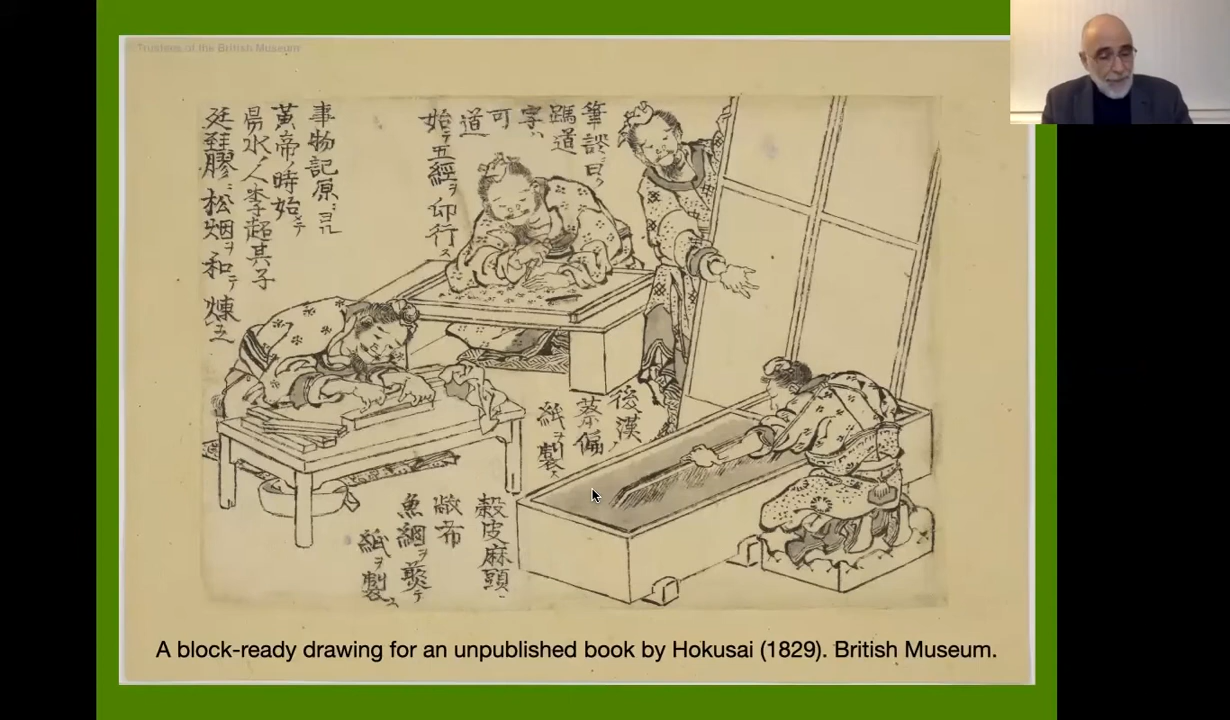 Trustees of the British Museum
筆談曰ク
道
字ハ
可
道
始テ五經ヲ印行ス
事物記原ニヨル
黄帝ノ時始テ
易水ノ人李超其子
廷珪膠ニ松烟ヲ和テ煉ス
後漢ノ
蔡倫
紙ヲ製ス
穀皮麻頭
敝布
魚網ヲ煑テ
紙ヲ製ス
A block-ready drawing for an unpublished book by Hokusai (1829). British Museum.